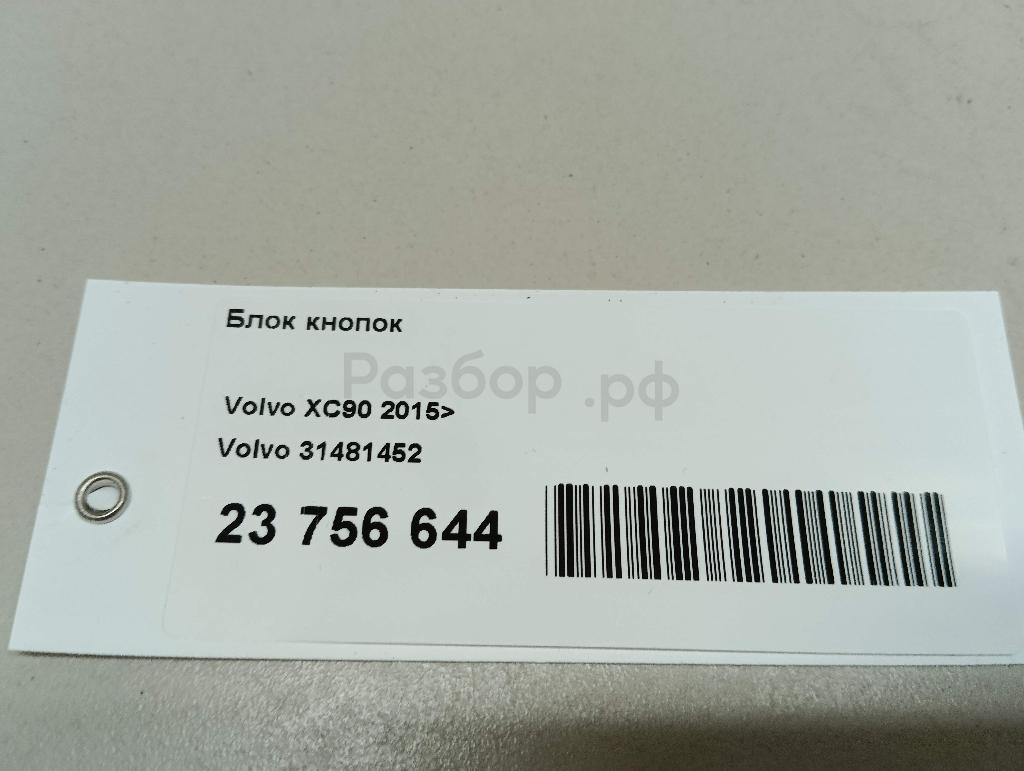 Блок кнопок
Разбор .рф
Volvo XC90 2015>
Volvo 31481452
23 756 644